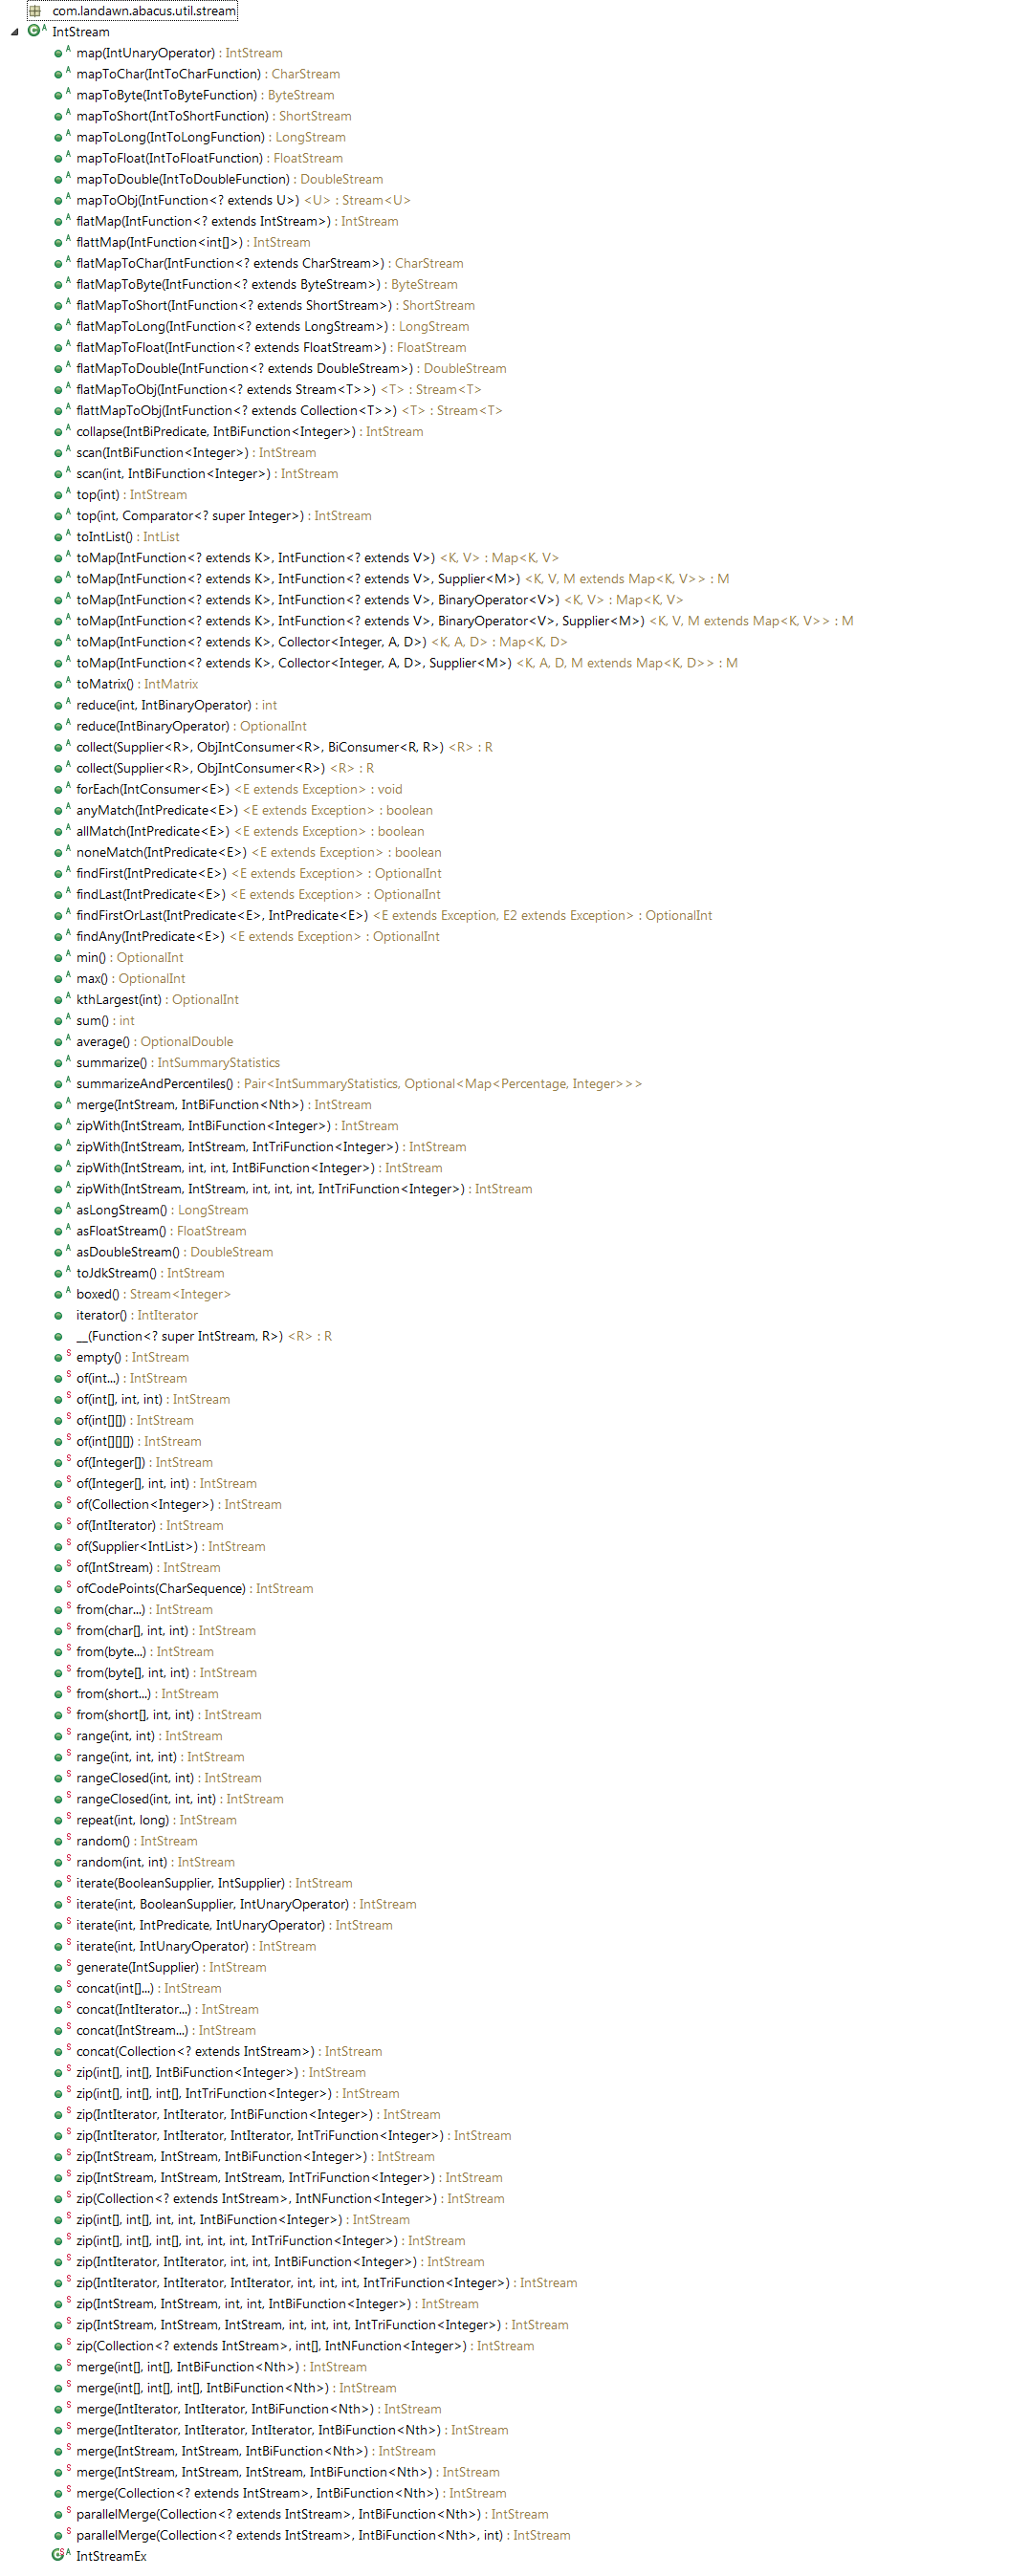 com.landawn.abacus.util.stream
IntStream
map(IntUnaryOperator) : IntStream
mapToChar(IntToCharFunction) : CharStream
mapToByte(IntToByteFunction) : ByteStream
mapToShort(IntToShortFunction) : ShortStream
mapToLong(IntToLongFunction) : LongStream
mapToFloat(IntToFloatFunction) : FloatStream
mapToDouble(IntToDoubleFunction) : DoubleStream
mapToObj(IntFunction<? extends U>) <U> : Stream<U>
flatMap(IntFunction<? extends IntStream>) : IntStream
flattMap(IntFunction<int[]>) : IntStream
flatMapToChar(IntFunction<? extends CharStream>) : CharStream
flatMapToByte(IntFunction<? extends ByteStream>) : ByteStream
flatMapToShort(IntFunction<? extends ShortStream>) : ShortStream
flatMapToLong(IntFunction<? extends LongStream>) : LongStream
flatMapToFloat(IntFunction<? extends FloatStream>) : FloatStream
flatMapToDouble(IntFunction<? extends DoubleStream>) : DoubleStream
flatMapToObj(IntFunction<? extends Stream<T>>) <T> : Stream<T>
flattMapToObj(IntFunction<? extends Collection<T>>) <T> : Stream<T>
collapse(IntBiPredicate, IntBiFunction<Integer>) : IntStream
scan(IntBiFunction<Integer>) : IntStream
scan(int, IntBiFunction<Integer>) : IntStream
top(int) : IntStream
top(int, Comparator<? super Integer>) : IntStream
toIntList() : IntList
toMap(IntFunction<? extends K>, IntFunction<? extends V>) <K, V> : Map<K, V>
toMap(IntFunction<? extends K>, IntFunction<? extends V>, Supplier<M>) <K, V, M extends Map<K, V>> : M
toMap(IntFunction<? extends K>, IntFunction<? extends V>, BinaryOperator<V>) <K, V> : Map<K, V>
toMap(IntFunction<? extends K>, IntFunction<? extends V>, BinaryOperator<V>, Supplier<M>) <K, V, M extends Map<K, V>> : M
toMap(IntFunction<? extends K>, Collector<Integer, A, D>) <K, A, D> : Map<K, D>
toMap(IntFunction<? extends K>, Collector<Integer, A, D>, Supplier<M>) <K, A, D, M extends Map<K, D>> : M
toMatrix() : IntMatrix
reduce(int, IntBinaryOperator) : int
reduce(IntBinaryOperator) : OptionalInt
collect(Supplier<R>, ObjIntConsumer<R>, BiConsumer<R, R>) <R> : R
collect(Supplier<R>, ObjIntConsumer<R>) <R> : R
forEach(IntConsumer<E>) <E extends Exception> : void
anyMatch(IntPredicate<E>) <E extends Exception> : boolean
allMatch(IntPredicate<E>) <E extends Exception> : boolean
noneMatch(IntPredicate<E>) <E extends Exception> : boolean
findFirst(IntPredicate<E>) <E extends Exception> : OptionalInt
findLast(IntPredicate<E>) <E extends Exception> : OptionalInt
findFirstOrLast(IntPredicate<E>, IntPredicate<E>) <E extends Exception, E2 extends Exception> : OptionalInt
findAny(IntPredicate<E>) <E extends Exception> : OptionalInt
min() : OptionalInt
max() : OptionalInt
kthLargest(int) : OptionalInt
sum() : int
average() : OptionalDouble
summarize() : IntSummaryStatistics
summarizeAndPercentiles() : Pair<IntSummaryStatistics, Optional<Map<Percentage, Integer>>>
merge(IntStream, IntBiFunction<Nth>) : IntStream
zipWith(IntStream, IntBiFunction<Integer>) : IntStream
zipWith(IntStream, IntStream, IntTriFunction<Integer>) : IntStream
zipWith(IntStream, int, int, IntBiFunction<Integer>) : IntStream
zipWith(IntStream, IntStream, int, int, int, IntTriFunction<Integer>) : IntStream
asLongStream() : LongStream
asFloatStream() : FloatStream
asDoubleStream() : DoubleStream
toJdkStream() : IntStream
boxed() : Stream<Integer>
iterator() : IntIterator
__(Function<? super IntStream, R>) <R> : R
empty() : IntStream
of(int...) : IntStream
of(int[], int, int) : IntStream
of(int[][]) : IntStream
of(int[][][]) : IntStream
of(Integer[]) : IntStream
of(Integer[], int, int) : IntStream
of(Collection<Integer>) : IntStream
of(IntIterator) : IntStream
of(Supplier<IntList>) : IntStream
of(IntStream) : IntStream
ofCodePoints(CharSequence) : IntStream
from(char...) : IntStream
from(char[], int, int) : IntStream
from(byte...) : IntStream
from(byte[], int, int) : IntStream
from(short...) : IntStream
from(short[], int, int) : IntStream
range(int, int) : IntStream
range(int, int, int) : IntStream
rangeClosed(int, int) : IntStream
rangeClosed(int, int, int) : IntStream
repeat(int, long) : IntStream
random() : IntStream
random(int, int) : IntStream
iterate(BooleanSupplier, IntSupplier) : IntStream
iterate(int, BooleanSupplier, IntUnaryOperator) : IntStream
iterate(int, IntPredicate, IntUnaryOperator) : IntStream
iterate(int, IntUnaryOperator) : IntStream
generate(IntSupplier) : IntStream
concat(int[]...) : IntStream
concat(IntIterator...) : IntStream
concat(IntStream...) : IntStream
concat(Collection<? extends IntStream>) : IntStream
zip(int[], int[], IntBiFunction<Integer>) : IntStream
zip(int[], int[], int[], IntTriFunction<Integer>) : IntStream
zip(IntIterator, IntIterator, IntBiFunction<Integer>) : IntStream
zip(IntIterator, IntIterator, IntIterator, IntTriFunction<Integer>) : IntStream
zip(IntStream, IntStream, IntBiFunction<Integer>) : IntStream
zip(IntStream, IntStream, IntStream, IntTriFunction<Integer>) : IntStream
zip(Collection<? extends IntStream>, IntNFunction<Integer>) : IntStream
zip(int[], int[], int, int, IntBiFunction<Integer>) : IntStream
zip(int[], int[], int[], int, int, int, IntTriFunction<Integer>) : IntStream
zip(IntIterator, IntIterator, int, int, IntBiFunction<Integer>) : IntStream
zip(IntIterator, IntIterator, IntIterator, int, int, int, IntTriFunction<Integer>) : IntStream
zip(IntStream, IntStream, int, int, IntBiFunction<Integer>) : IntStream
zip(IntStream, IntStream, IntStream, int, int, int, IntTriFunction<Integer>) : IntStream
zip(Collection<? extends IntStream>, int[], IntNFunction<Integer>) : IntStream
merge(int[], int[], IntBiFunction<Nth>) : IntStream
merge(int[], int[], int[], IntBiFunction<Nth>) : IntStream
merge(IntIterator, IntIterator, IntBiFunction<Nth>) : IntStream
merge(IntIterator, IntIterator, IntIterator, IntBiFunction<Nth>) : IntStream
merge(IntStream, IntStream, IntBiFunction<Nth>) : IntStream
merge(IntStream, IntStream, IntStream, IntBiFunction<Nth>) : IntStream
merge(Collection<? extends IntStream>, IntBiFunction<Nth>) : IntStream
parallelMerge(Collection<? extends IntStream>, IntBiFunction<Nth>) : IntStream
parallelMerge(Collection<? extends IntStream>, IntBiFunction<Nth>, int) : IntStream
IntStreamEx